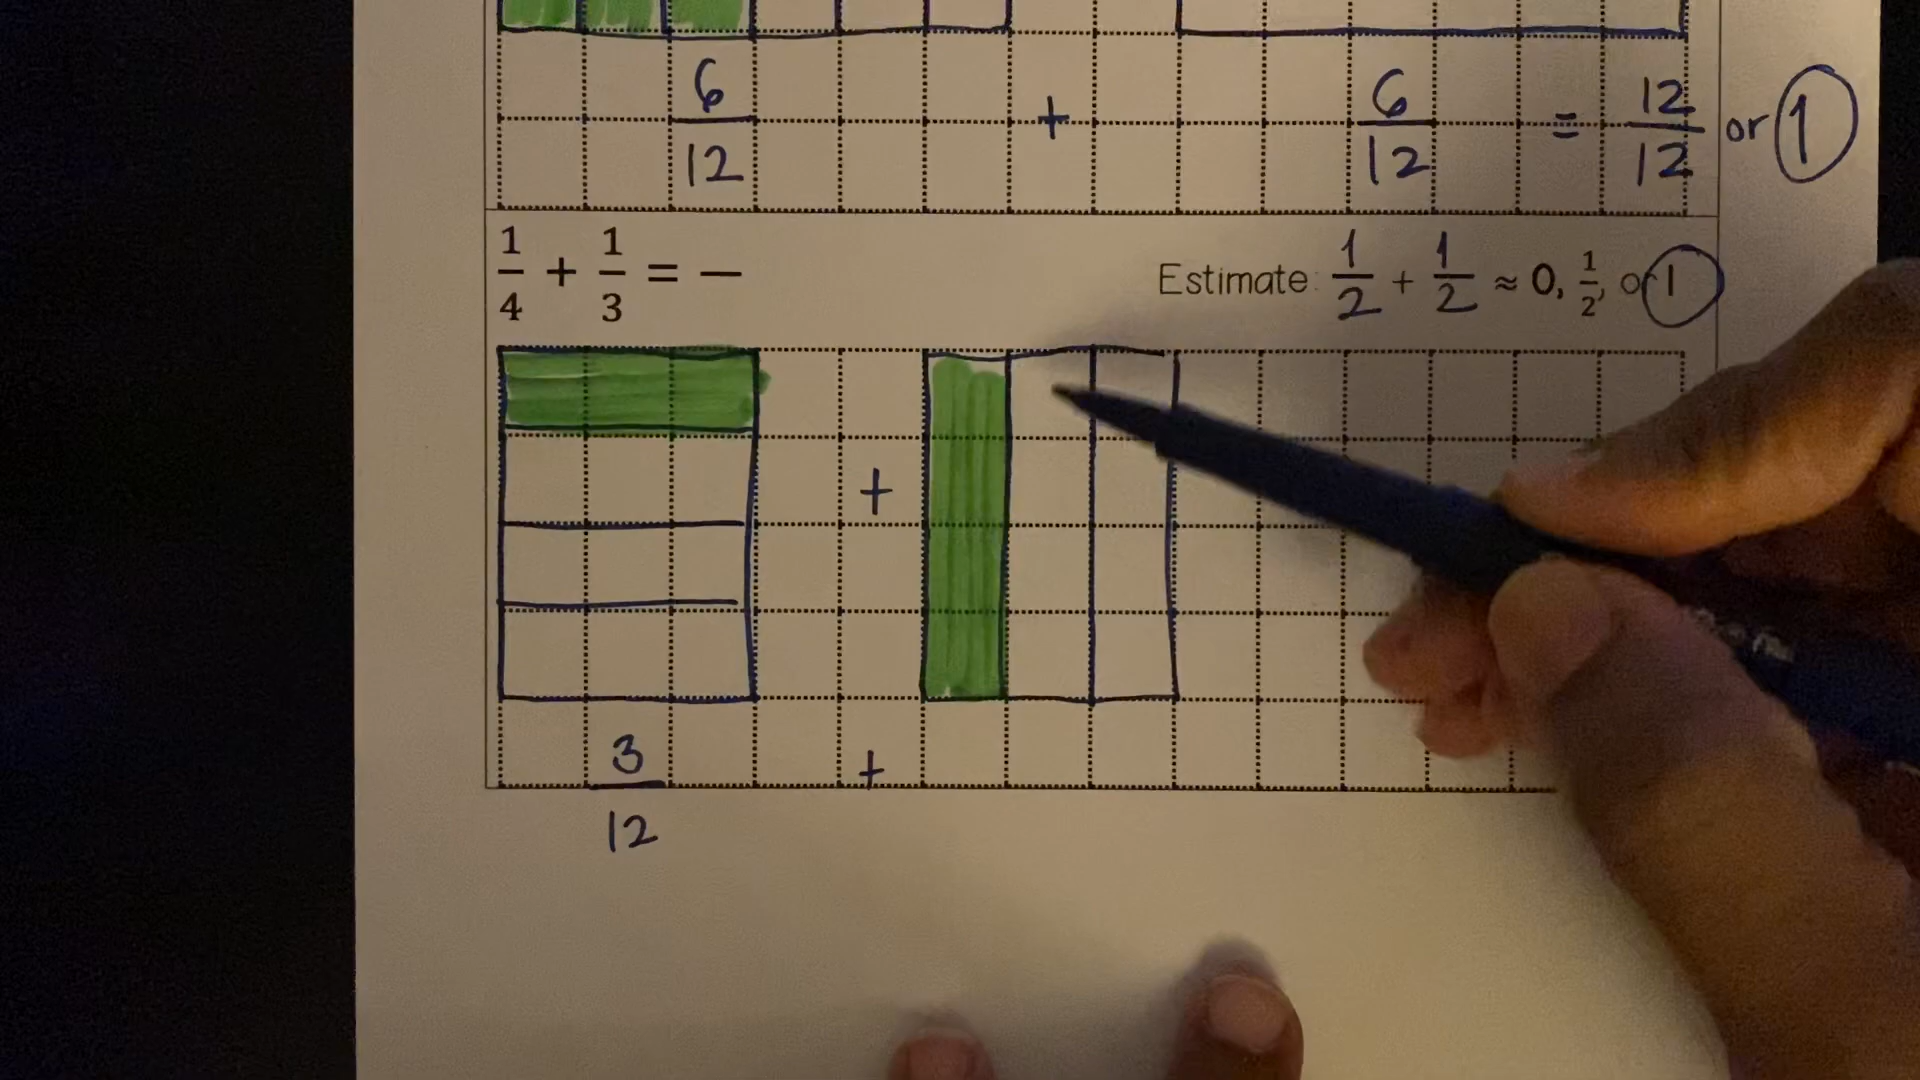 6/12 + 6/12 = 12/12 or 1
1/4 + 1/3 = —
Estimate: 1/2 + 1/2 ≈ 0, 1/2, or 1
+
3/12 +